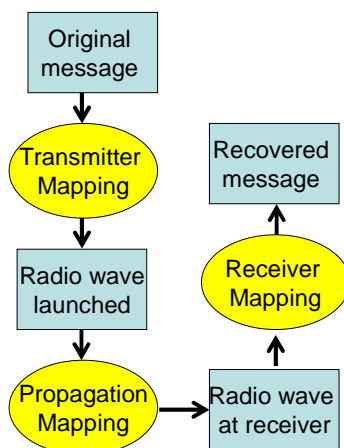 Original
message
Transmitter
Mapping
Radio wave
launched
Propagation
Mapping
Radio wave
at receiver
Receiver
Mapping
Recovered
message